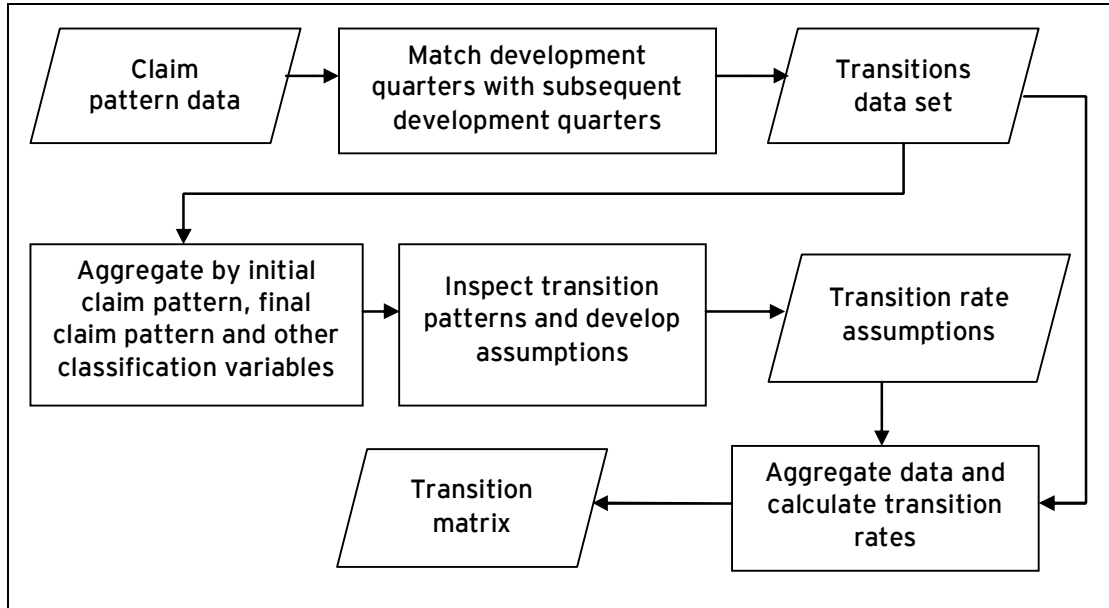 Claim
pattern data
Match development
quarters with subsequent
development quarters
Transitions
data set
Aggregate by initial
claim pattern, final
claim pattern and other
classification variables
Inspect transition
patterns and develop
assumptions
Transition rate
assumptions
Transition
matrix
Aggregate data and
calculate transition
rates